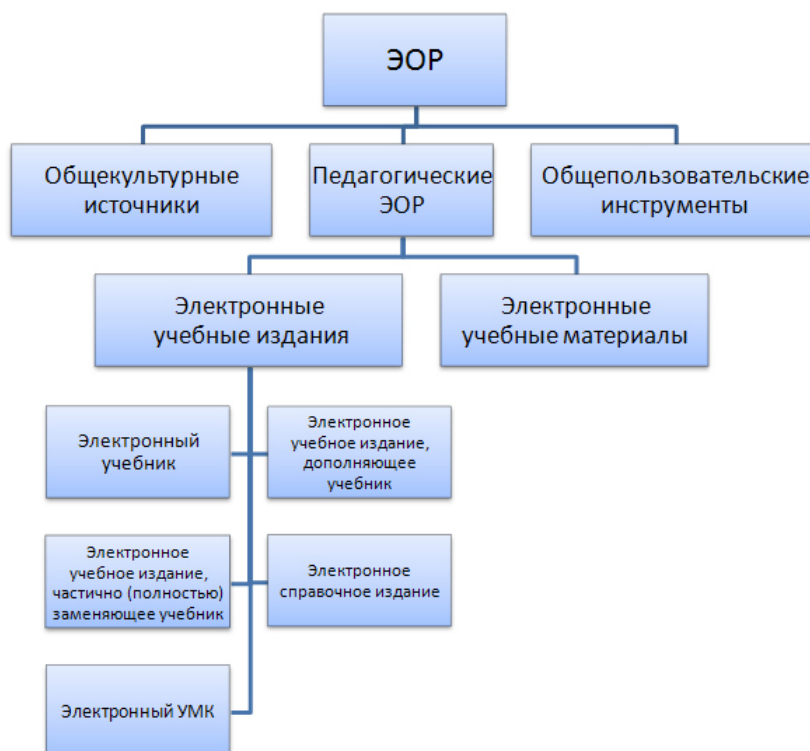 ЭОР
Общекультурные
источники
Педагогические
ЭОР
Общепользовательские
инструменты
Электронные
учебные издания
Электронные
учебные материалы
Электронный
учебник
Электронное
учебное издание,
дополняющее
учебник
Электронное
учебное издание,
частично (полностью)
заменяющее учебник
Электронное
справочное издание
Электронный УМК